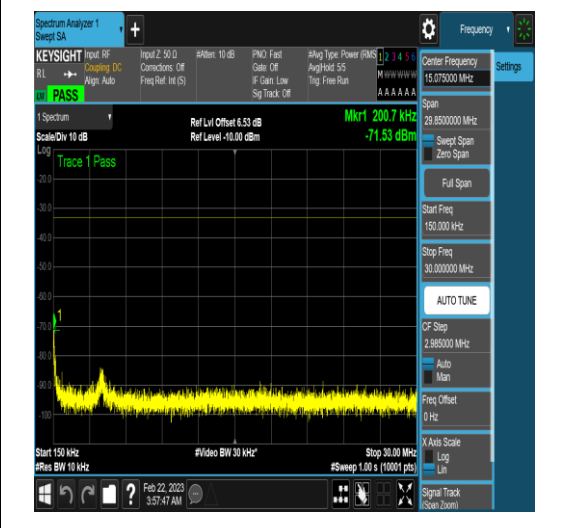 Spectrum Analyzer 1
Swept SA
Frequency
KEYSIGHT
RL
PASS
Input: RF
Coupling: DC
Align: Auto
Input Z: 50 Ω
Corrections: Off
Freq Ref: Int (S)
#Atten: 10 dB
PNO: Fast
Gate: Off
IF Gain: Low
Sig Track: Off
#Avg Type: Power (RMS
Avg|Hold: 5/5
Trig: Free Run
1 2 3 4 5 6
M W W W W W
A A A A A A
1 Spectrum
Scale/Div 10 dB
Ref Lvl Offset 6.53 dB
Ref Level -10.00 dBm
Mkr1 200.7 kHz
-71.53 dBm
Log
Trace 1 Pass
-20.0
-30.0
-40.0
-50.0
-60.0
-70.0
-80.0
-90.0
-100
1
Start 150 kHz
#Res BW 10 kHz
#Video BW 30 kHz*
Stop 30.00 MHz
#Sweep 1.00 s (10001 pts)
Feb 22, 2023
3:57:47 AM
Center Frequency
15.075000 MHz
Settings
Span
29.8500000 MHz
Swept Span
Zero Span
Full Span
Start Freq
150.000 kHz
Stop Freq
30.000000 MHz
AUTO TUNE
CF Step
2.985000 MHz
Auto
Man
Freq Offset
0 Hz
X Axis Scale
Log
Lin
Signal Track
(Span Zoom)